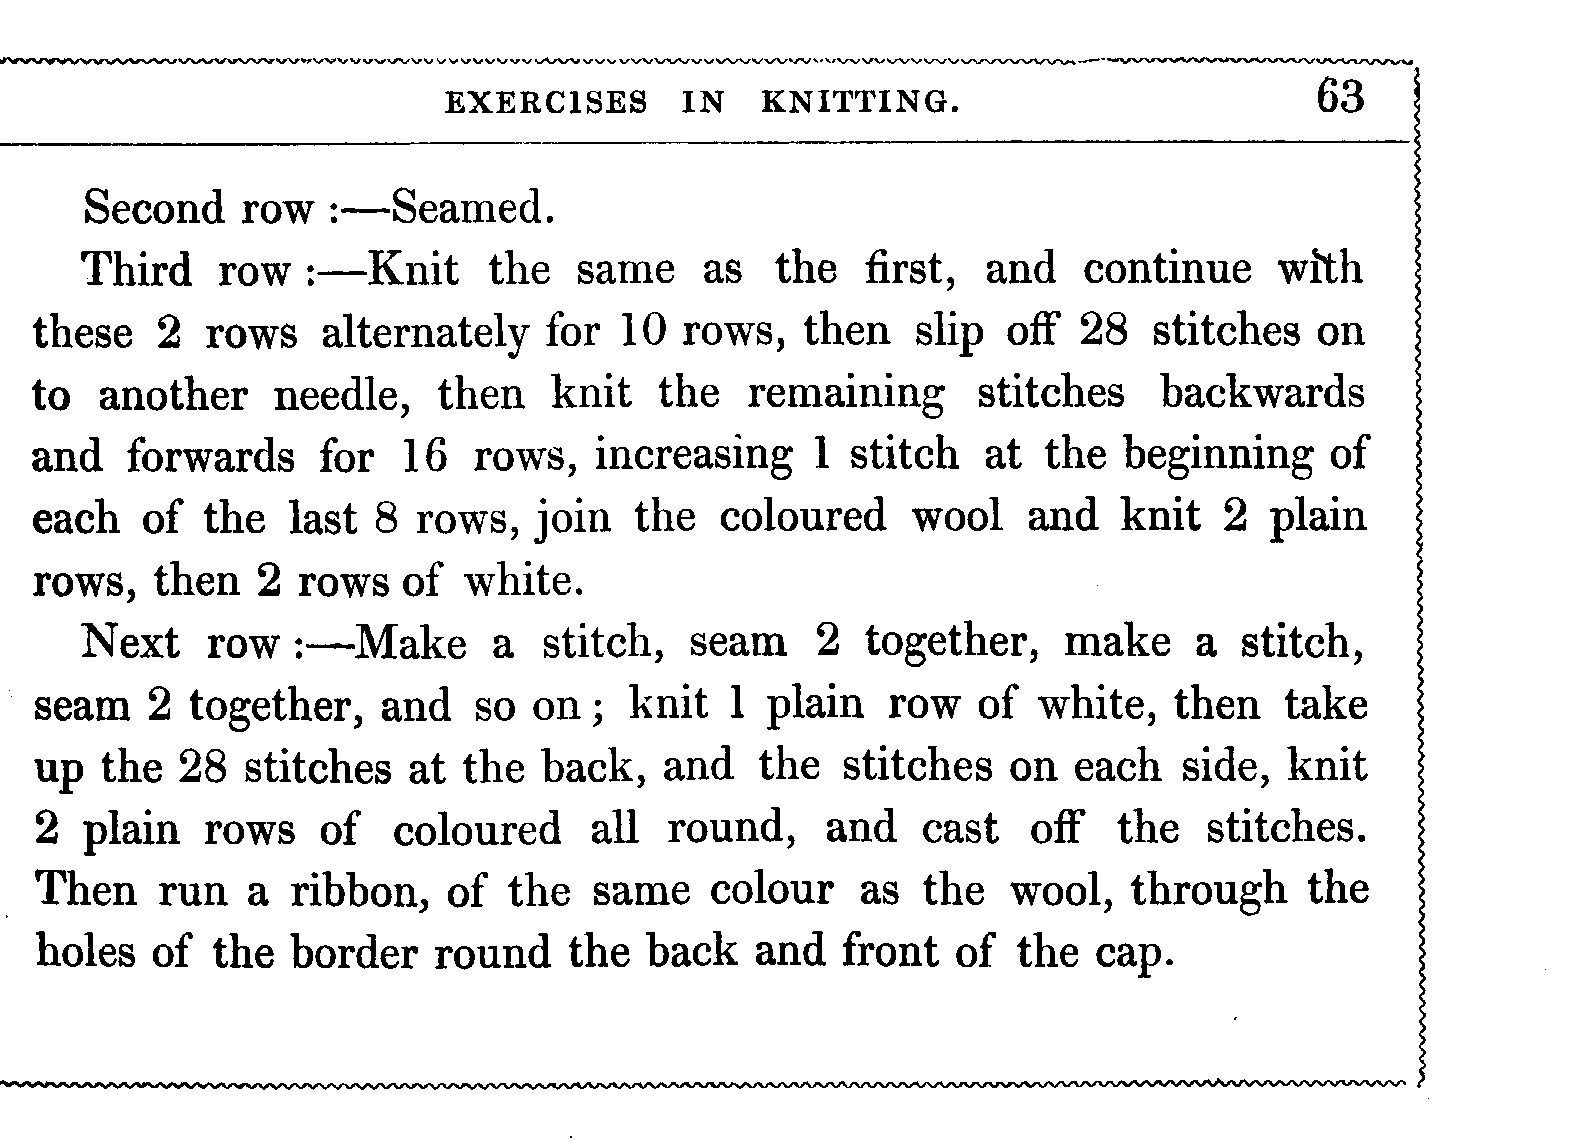 EXERCISES IN KNITTING. 63
Second row :—Seamed.
Third row :—Knit the same as the first, and continue with
these 2 rows alternately for 10 rows, then slip off 28 stitches on
to another needle, then knit the remaining stitches backwards
and forwards for 16 rows, increasing 1 stitch at the beginning of
each of the last 8 rows, join the coloured wool and knit 2 plain
rows, then 2 rows of white.
Next row :—Make a stitch, seam 2 together, make a stitch,
seam 2 together, and so on ; knit 1 plain row of white, then take
up the 28 stitches at the back, and the stitches on each side, knit
2 plain rows of coloured all round, and cast off the stitches.
Then run a ribbon, of the same colour as the wool, through the
holes of the border round the back and front of the cap.